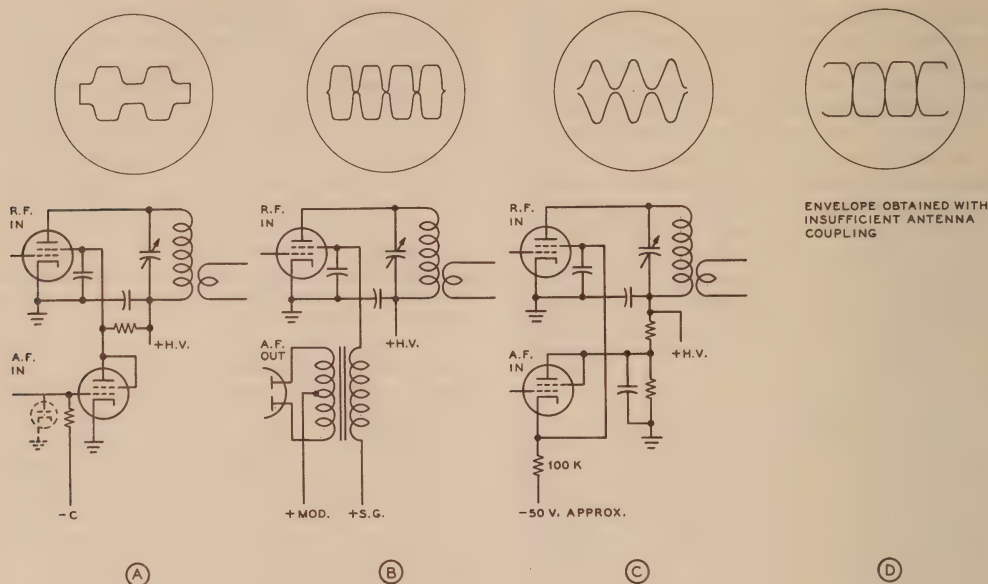 ENVELOPE OBTAINED WITH
INSUFFICIENT ANTENNA
COUPLING
R.F.
IN
+H.V.
A.F.
IN
-C
R.F.
IN
+H.V.
A.F.
OUT
+MOD.
+S.G.
R.F.
IN
+H.V.
A.F.
IN
100 K
-50 V. APPROX.
A
B
C
D